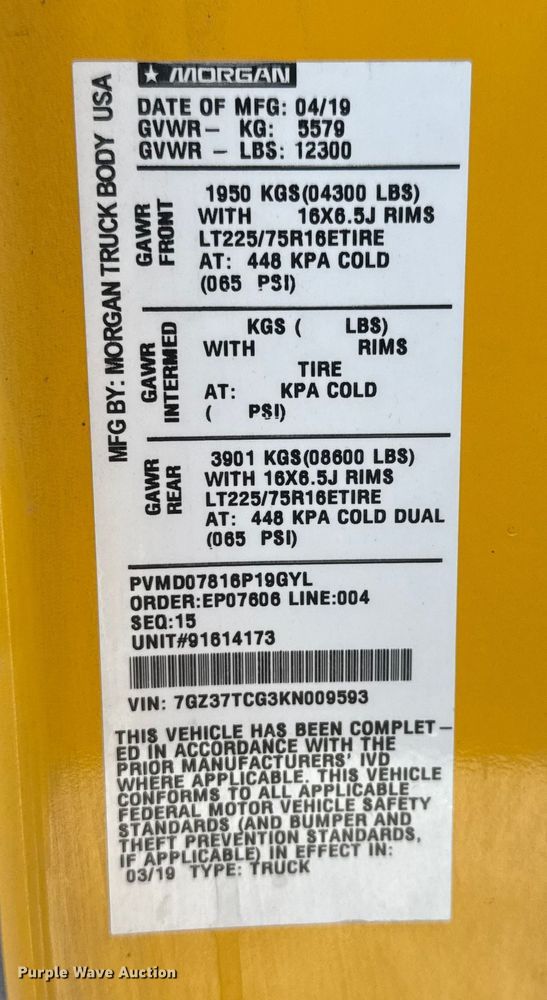 ★ MORGAN
MFG BY: MORGAN TRUCK BODY USA
DATE OF MFG: 04/19
GVWR- KG: 5579
GVWR - LBS: 12300
GAWR FRONT
1950 KGS(04300 LBS)
WITH 16X6.5J RIMS
LT225/75R16ETIRE
AT: 448 KPA COLD
(065 PSI)
GAWR INTERMED
KGS ( LBS)
WITH RIMS
TIRE
AT: KPA COLD
( PSI)
GAWR REAR
3901 KGS(08600 LBS)
WITH 16X6.5J RIMS
LT225/75R16ETIRE
AT: 448 KPA COLD DUAL
(065 PSI)
PVMD07816P19GYL
ORDER:EP07606 LINE:004
SEQ:15
UNIT#91614173
VIN: 7GZ37TCG3KN009593
THIS VEHICLE HAS BEEN COMPLET-
ED IN ACCORDANCE WITH THE
PRIOR MANUFACTURERS' IVD
WHERE APPLICABLE. THIS VEHICLE
CONFORMS TO ALL APPLICABLE
FEDERAL MOTOR VEHICLE SAFETY
STANDARDS (AND BUMPER AND
THEFT PREVENTION STANDARDS,
IF APPLICABLE) IN EFFECT IN:
03/19 TYPE: TRUCK
Purple Wave Auction